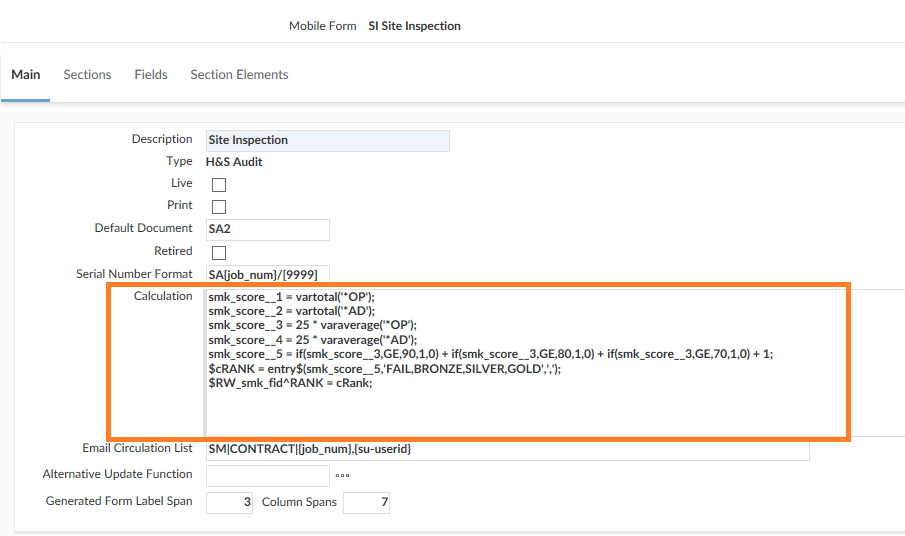 Mobile Form SI Site Inspection
Main Sections Fields Section Elements
Description Site Inspection
Type H&S Audit
Live
Print
Default Document SA2
Retired
Serial Number Format SA{job_num}/[9999]
Calculation smk_score__1 = vartotal('*OP');
smk_score__2 = vartotal('*AD');
smk_score__3 = 25 * varaverage('*OP');
smk_score__4 = 25 * varaverage('*AD');
smk_score__5 = if(smk_score__3,GE,90,1,0) + if(smk_score__3,GE,80,1,0) + if(smk_score__3,GE,70,1,0) + 1;
$cRANK = entry$(smk_score__5,'FAIL,BRONZE,SILVER,GOLD',',');
$RW_smk_fid^RANK = cRank;
Email Circulation List SM|CONTRACT|{job_num},{su-userid}
Alternative Update Function
Generated Form Label Span 3 Column Spans 7